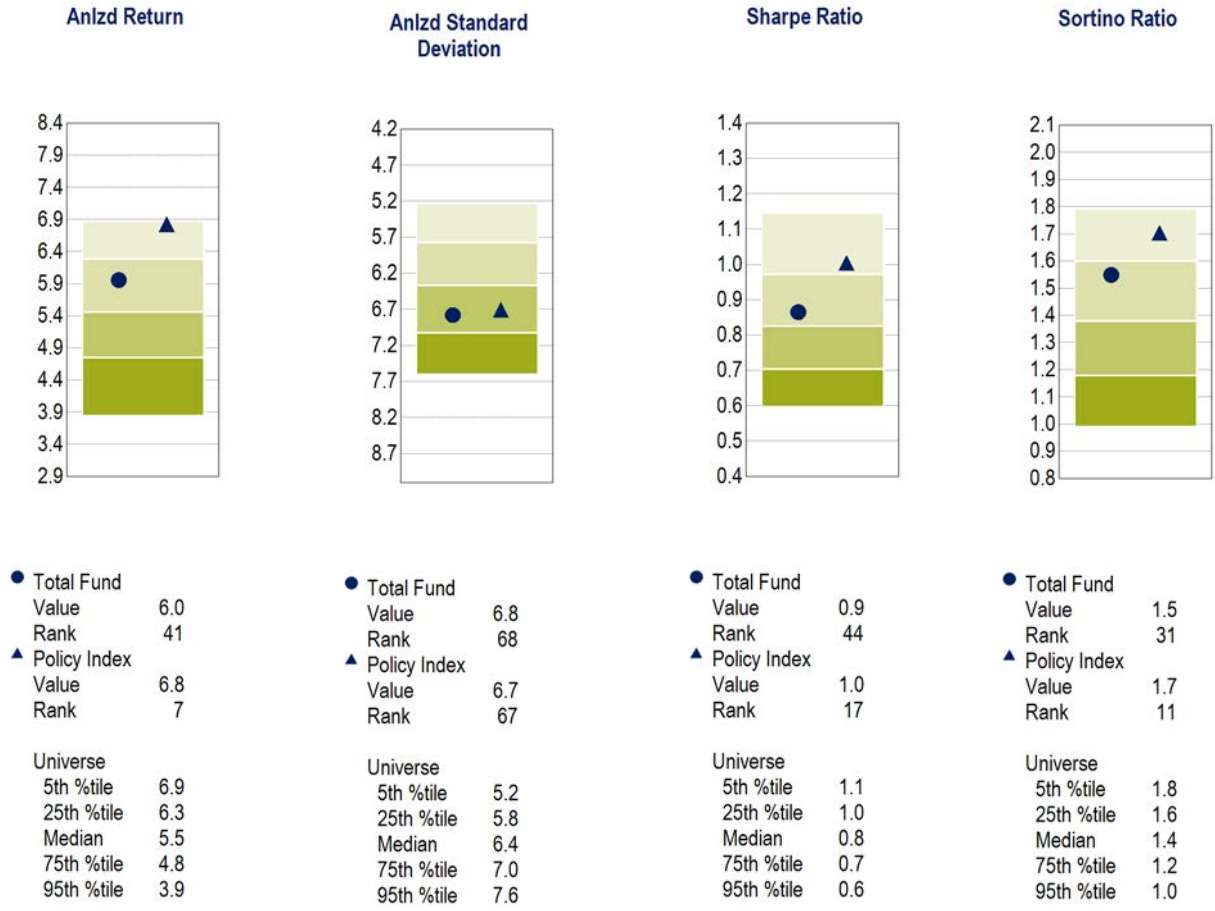 Anlzd Return
8.4
7.9
7.4
6.9
6.4
5.9
5.4
4.9
4.4
3.9
3.4
2.9
Total Fund
Value 6.0
Rank 41
Policy Index
Value 6.8
Rank 7
Universe
5th %tile 6.9
25th %tile 6.3
Median 5.5
75th %tile 4.8
95th %tile 3.9
Anlzd Standard
Deviation
4.2
4.7
5.2
5.7
6.2
6.7
7.2
7.7
8.2
8.7
Total Fund
Value 6.8
Rank 68
Policy Index
Value 6.7
Rank 67
Universe
5th %tile 5.2
25th %tile 5.8
Median 6.4
75th %tile 7.0
95th %tile 7.6
Sharpe Ratio
1.4
1.3
1.2
1.1
1.0
0.9
0.8
0.7
0.6
0.5
0.4
Total Fund
Value 0.9
Rank 44
Policy Index
Value 1.0
Rank 17
Universe
5th %tile 1.1
25th %tile 1.0
Median 0.8
75th %tile 0.7
95th %tile 0.6
Sortino Ratio
2.1
2.0
1.9
1.8
1.7
1.6
1.5
1.4
1.3
1.2
1.1
1.0
0.9
0.8
Total Fund
Value 1.5
Rank 31
Policy Index
Value 1.7
Rank 11
Universe
5th %tile 1.8
25th %tile 1.6
Median 1.4
75th %tile 1.2
95th %tile 1.0